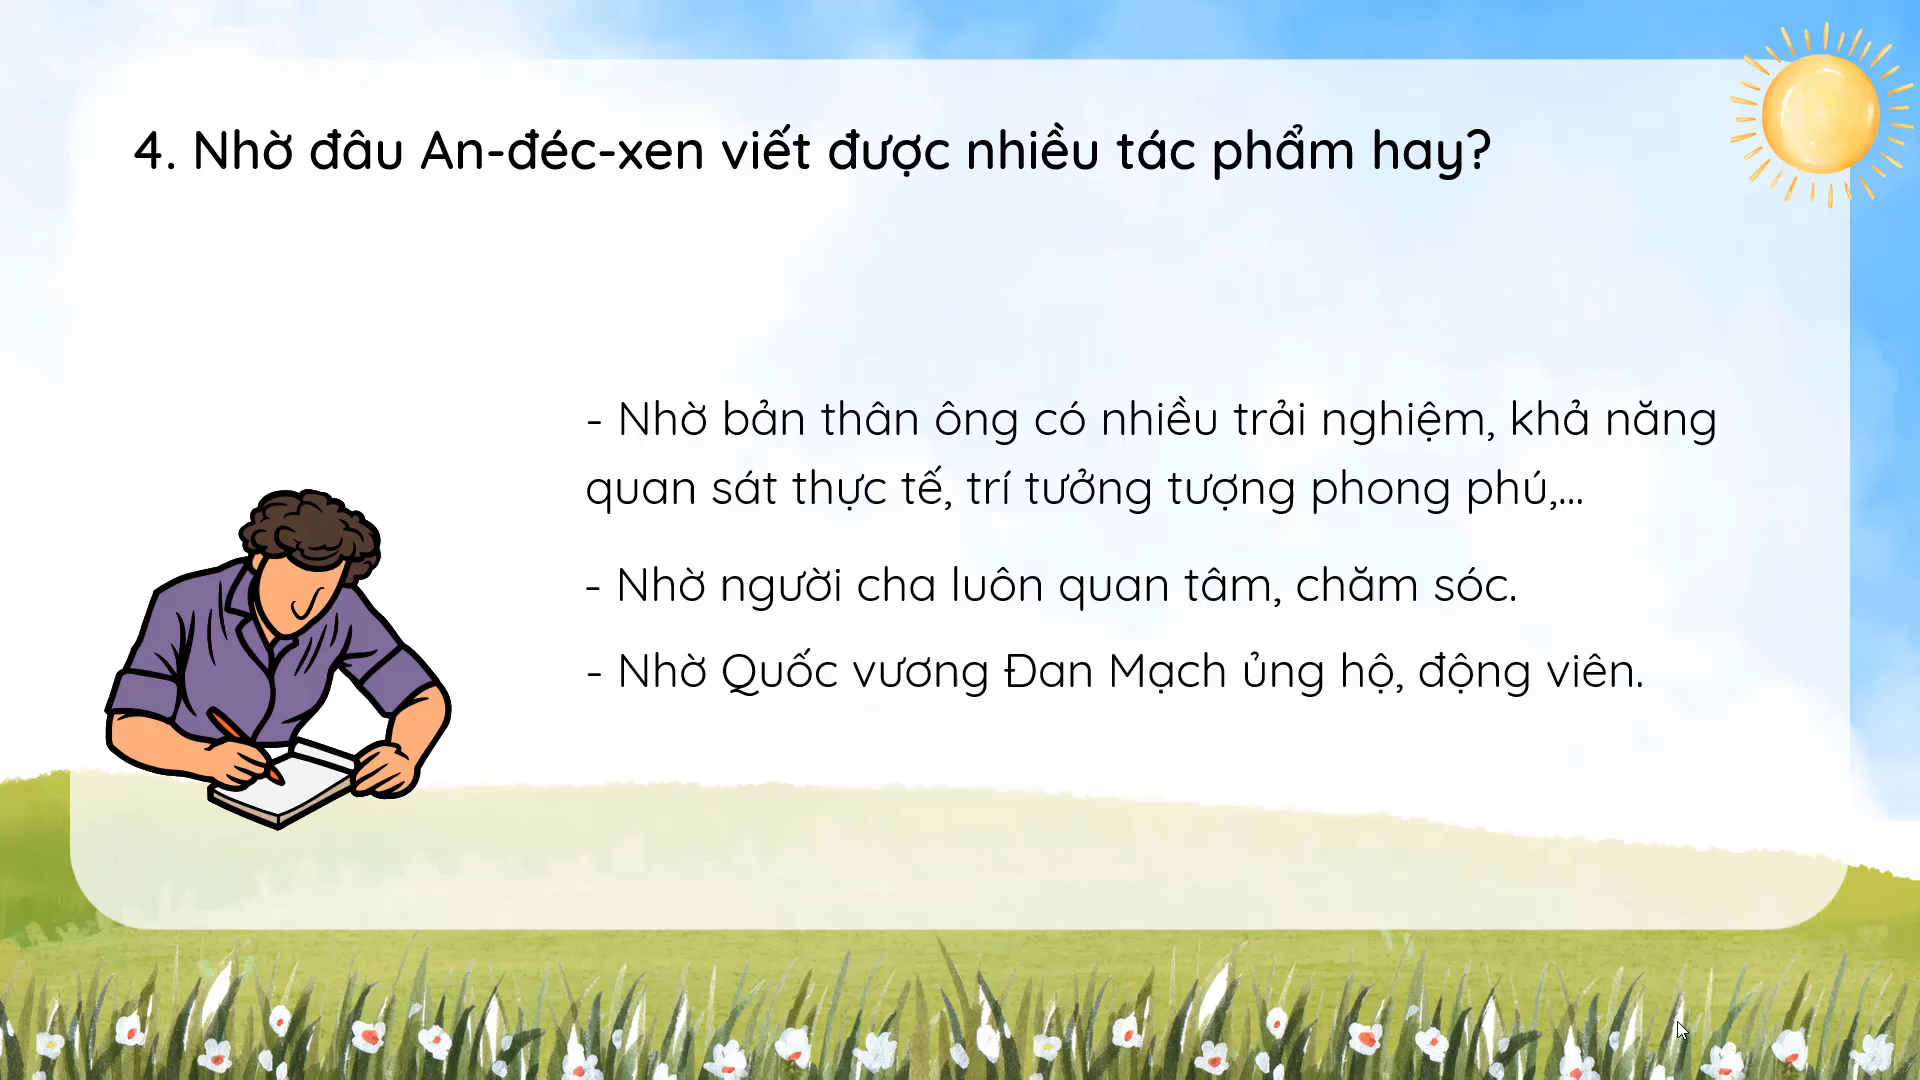 4. Nhờ đâu An-đéc-xen viết được nhiều tác phẩm hay?
- Nhờ bản thân ông có nhiều trải nghiệm, khả năng
quan sát thực tế, trí tưởng tượng phong phú,...
- Nhờ người cha luôn quan tâm, chăm sóc.
- Nhờ Quốc vương Đan Mạch ủng hộ, động viên.